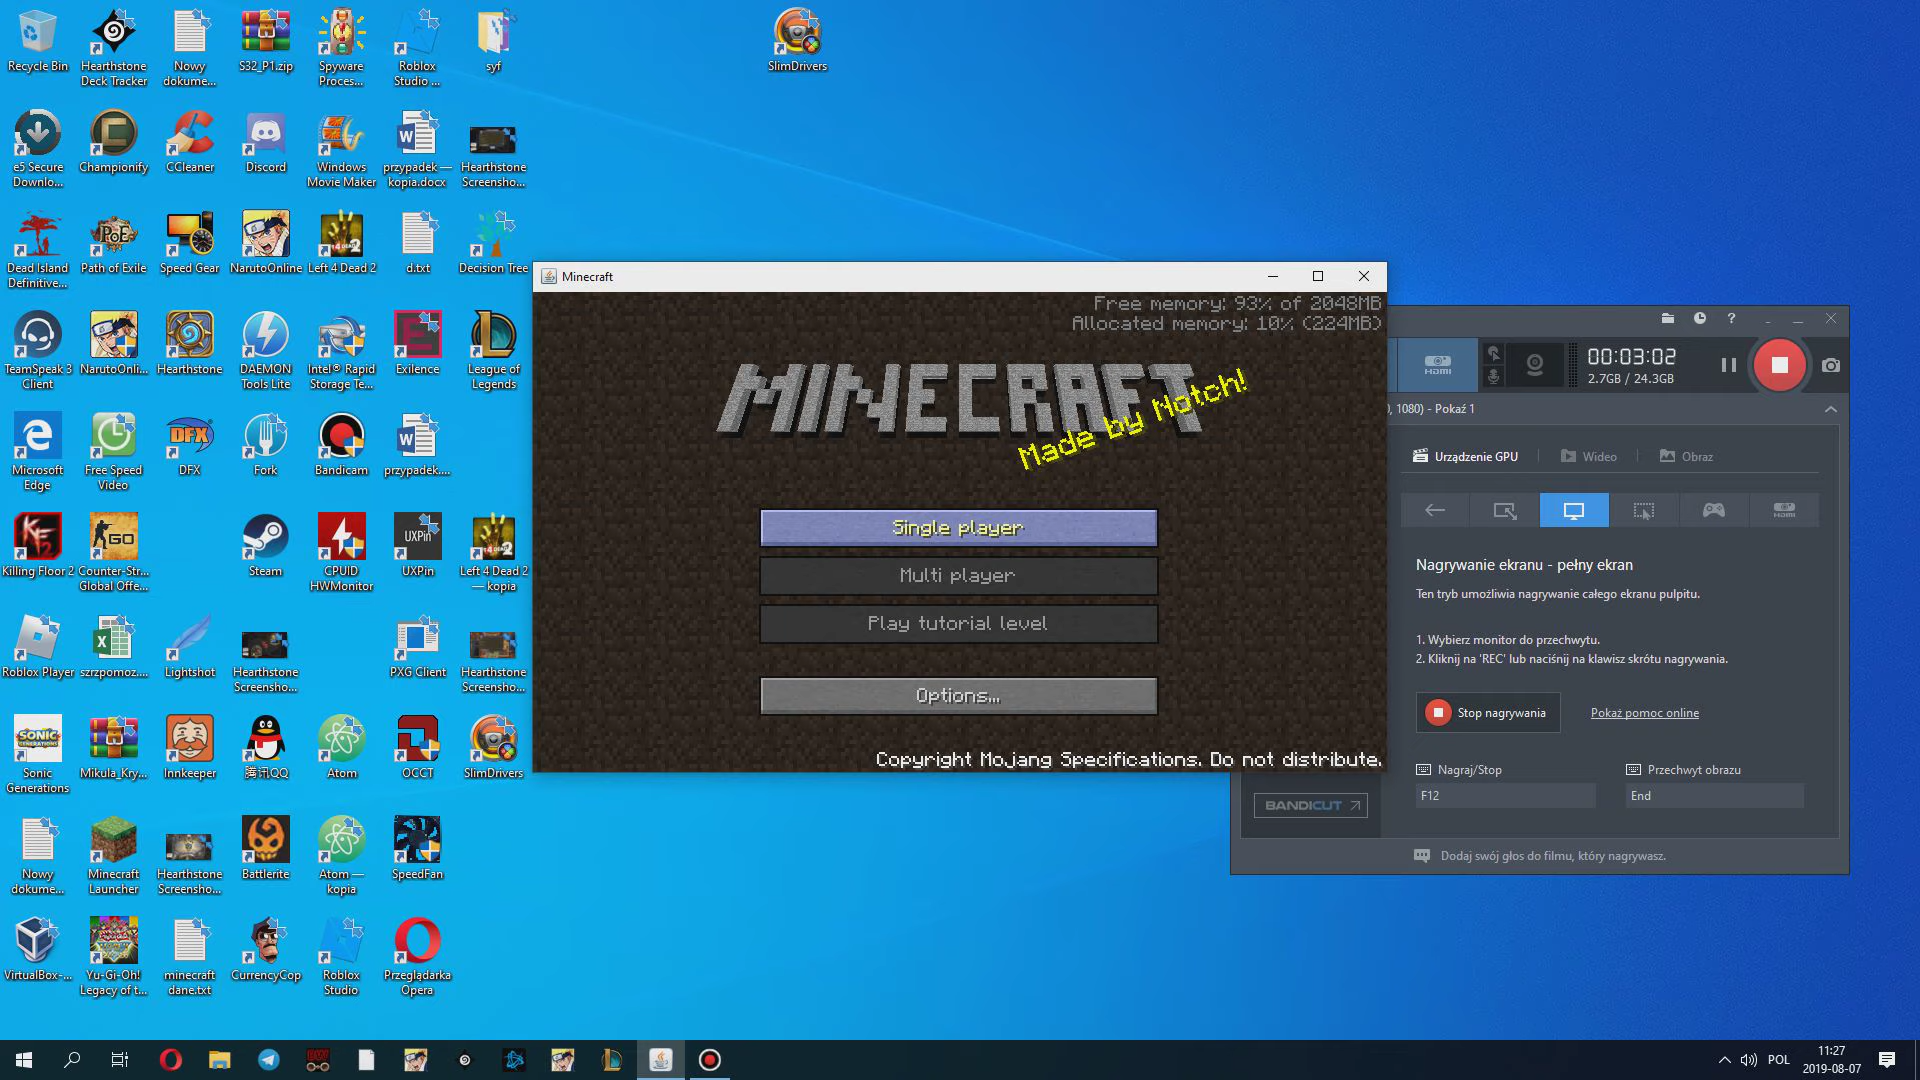 Recycle Bin
Hearthstone
Deck Tracker
Nowy
dokume...
S32_P1.zip
Spyware
Proces...
Roblox
Studio ...
syf
SlimDrivers
e5 Secure
Downlo...
Championify
CCleaner
Discord
Windows
Movie Maker
przypadek —
kopia.docx
Hearthstone
Screensho...
Dead Island
Definitive...
Path of Exile
Speed Gear
NarutoOnline
Left 4 Dead 2
d.txt
Decision Tree
TeamSpeak 3
Client
NarutoOnli...
Hearthstone
DAEMON
Tools Lite
Intel® Rapid
Storage Te...
Exilence
League of
Legends
Microsoft
Edge
Free Speed
Video
DFX
DFX
Fork
Bandicam
przypadek....
Killing Floor 2
GO
Counter-Str...
Global Offe...
Steam
CPUID
HWMonitor
UXPin
UXPin
Left 4 Dead 2
— kopia
Roblox Player
szrzpomoz....
Lightshot
Hearthstone
Screensho...
PXG Client
Hearthstone
Screensho...
SONIC
Sonic
Generations
Mikula_Kry...
Innkeeper
腾讯QQ
Atom
OCCT
SlimDrivers
Nowy
dokume...
Minecraft
Launcher
Hearthstone
Screensho...
Battlerite
Atom —
kopia
SpeedFan
VirtualBox-...
Yu-Gi-Oh!
Legacy of t...
minecraft
dane.txt
CurrencyCop
Roblox
Studio
Przeglądarka
Opera
Minecraft
Free memory: 93% of 2048MB
Allocated memory: 10% (224MB)
MINECRAFT
Made by Notch!
Single player
Multi player
Play tutorial level
Options...
Copyright Mojang Specifications. Do not distribute.
HDMI
00:03:02
2.7GB / 24.3GB
0, 1080) - Pokaż 1
Urządzenie GPU
Wideo
Obraz
HDMI
Nagrywanie ekranu - pełny ekran
Ten tryb umożliwia nagrywanie całego ekranu pulpitu.
1. Wybierz monitor do przechwytu.
2. Kliknij na 'REC' lub naciśnij na klawisz skrótu nagrywania.
Stop nagrywania
Pokaż pomoc online
Nagraj/Stop
Przechwyt obrazu
F12
End
BANDICUT
Dodaj swój głos do filmu, który nagrywasz.
POL
11:27
2019-08-07